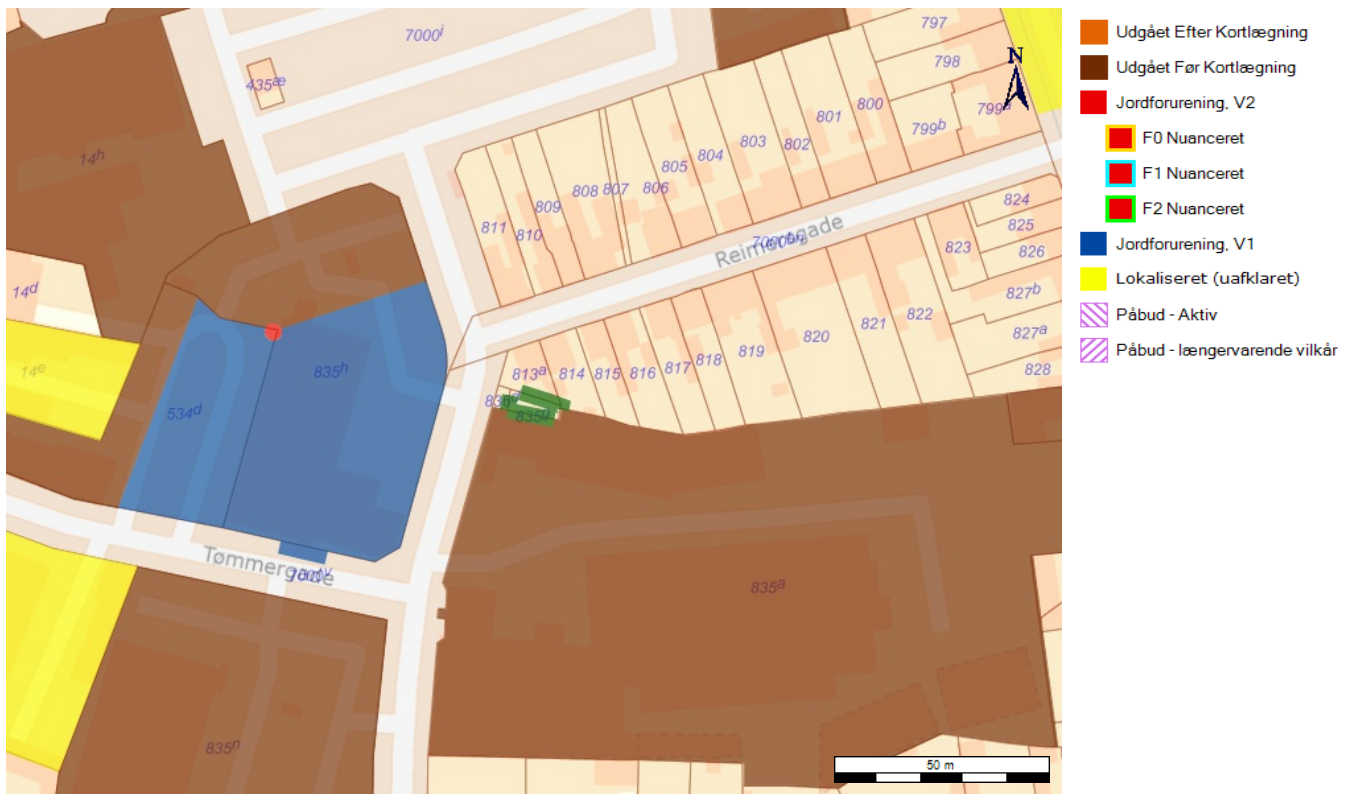 7000i
797
798
435æ
N
800
799a
801
799b
14h
803
802
804
805
824
806
807
808
809
825
811
810
823
826
Reimersgade
14d
827b
822
821
820
827a
819
818
828
817
816
815
814
813a
835h
14e
534d
835g
Tømmergade
7000v
835a
835n
50 m
Udgået Efter Kortlægning
Udgået Før Kortlægning
Jordforurening, V2
F0 Nuanceret
F1 Nuanceret
F2 Nuanceret
Jordforurening, V1
Lokaliseret (uafklaret)
Påbud - Aktiv
Påbud - længervarende vilkår